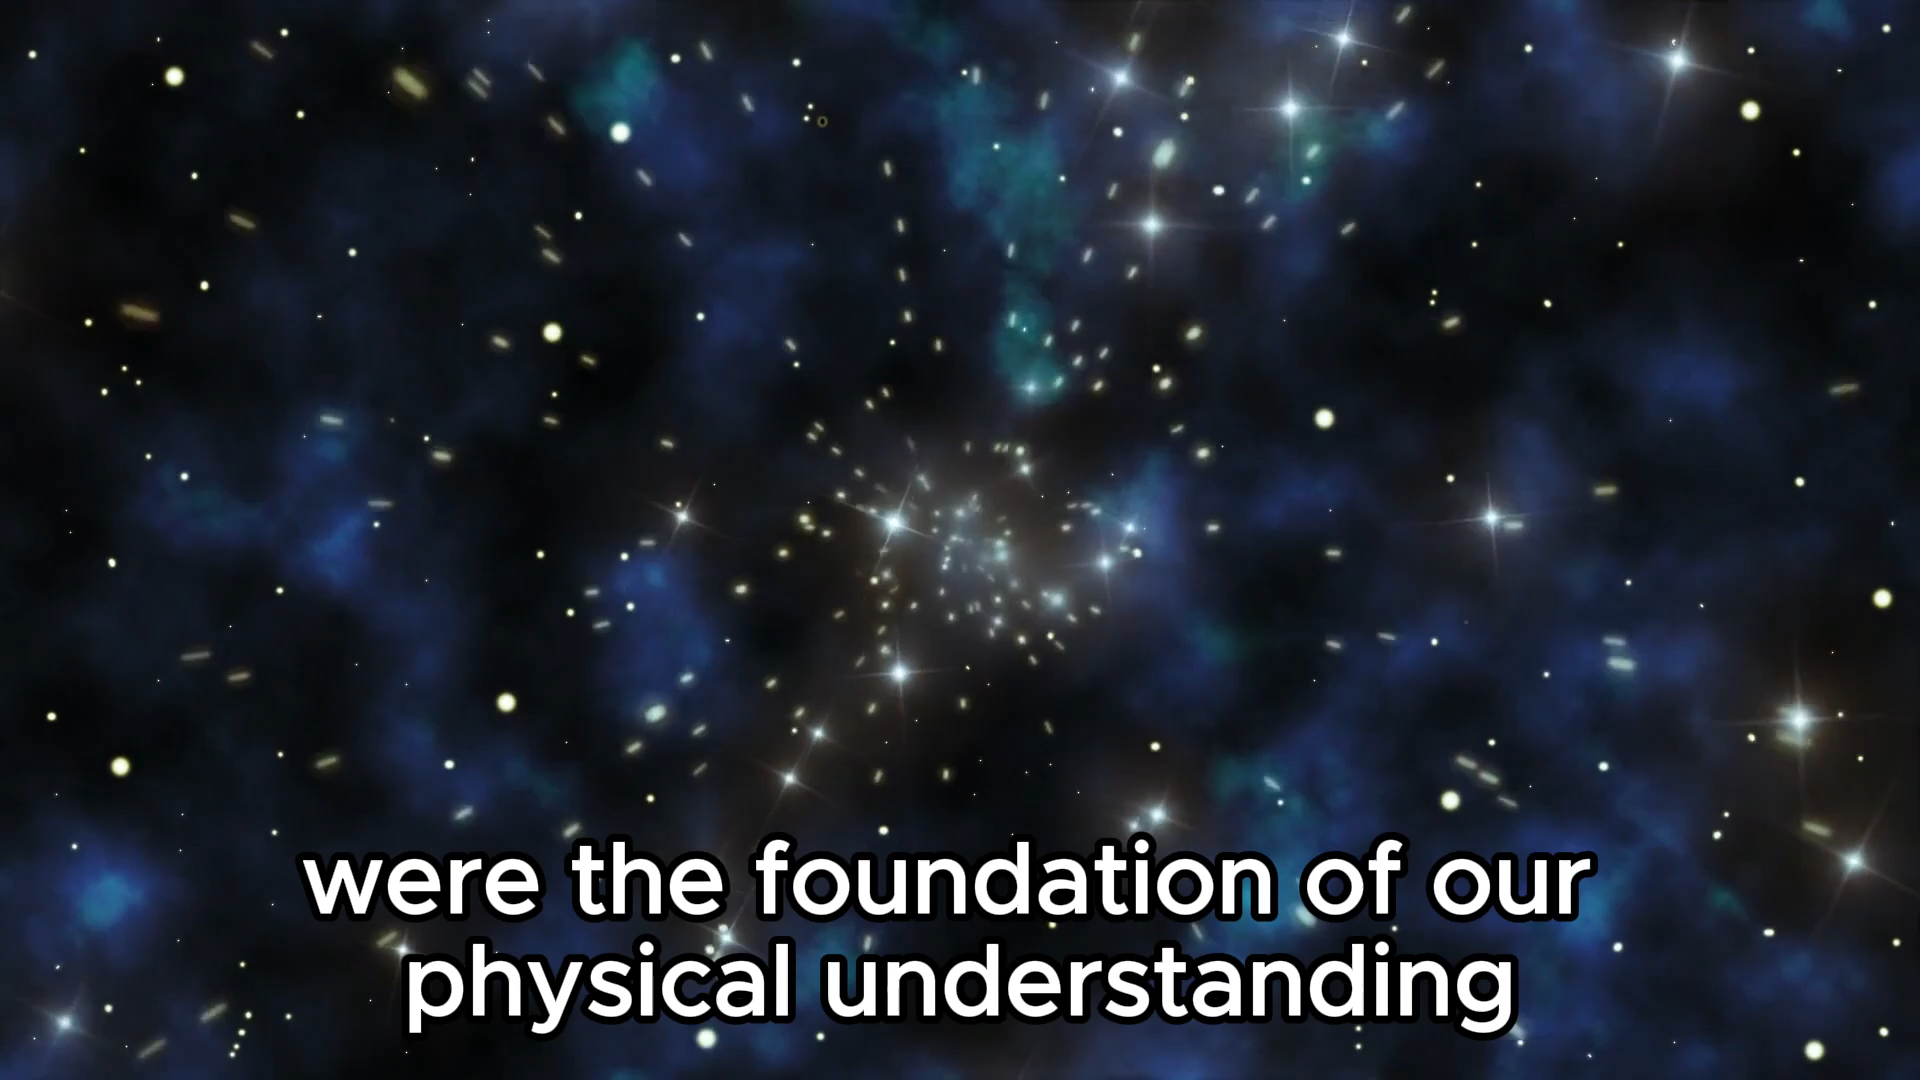 were the foundation of our
physical understanding